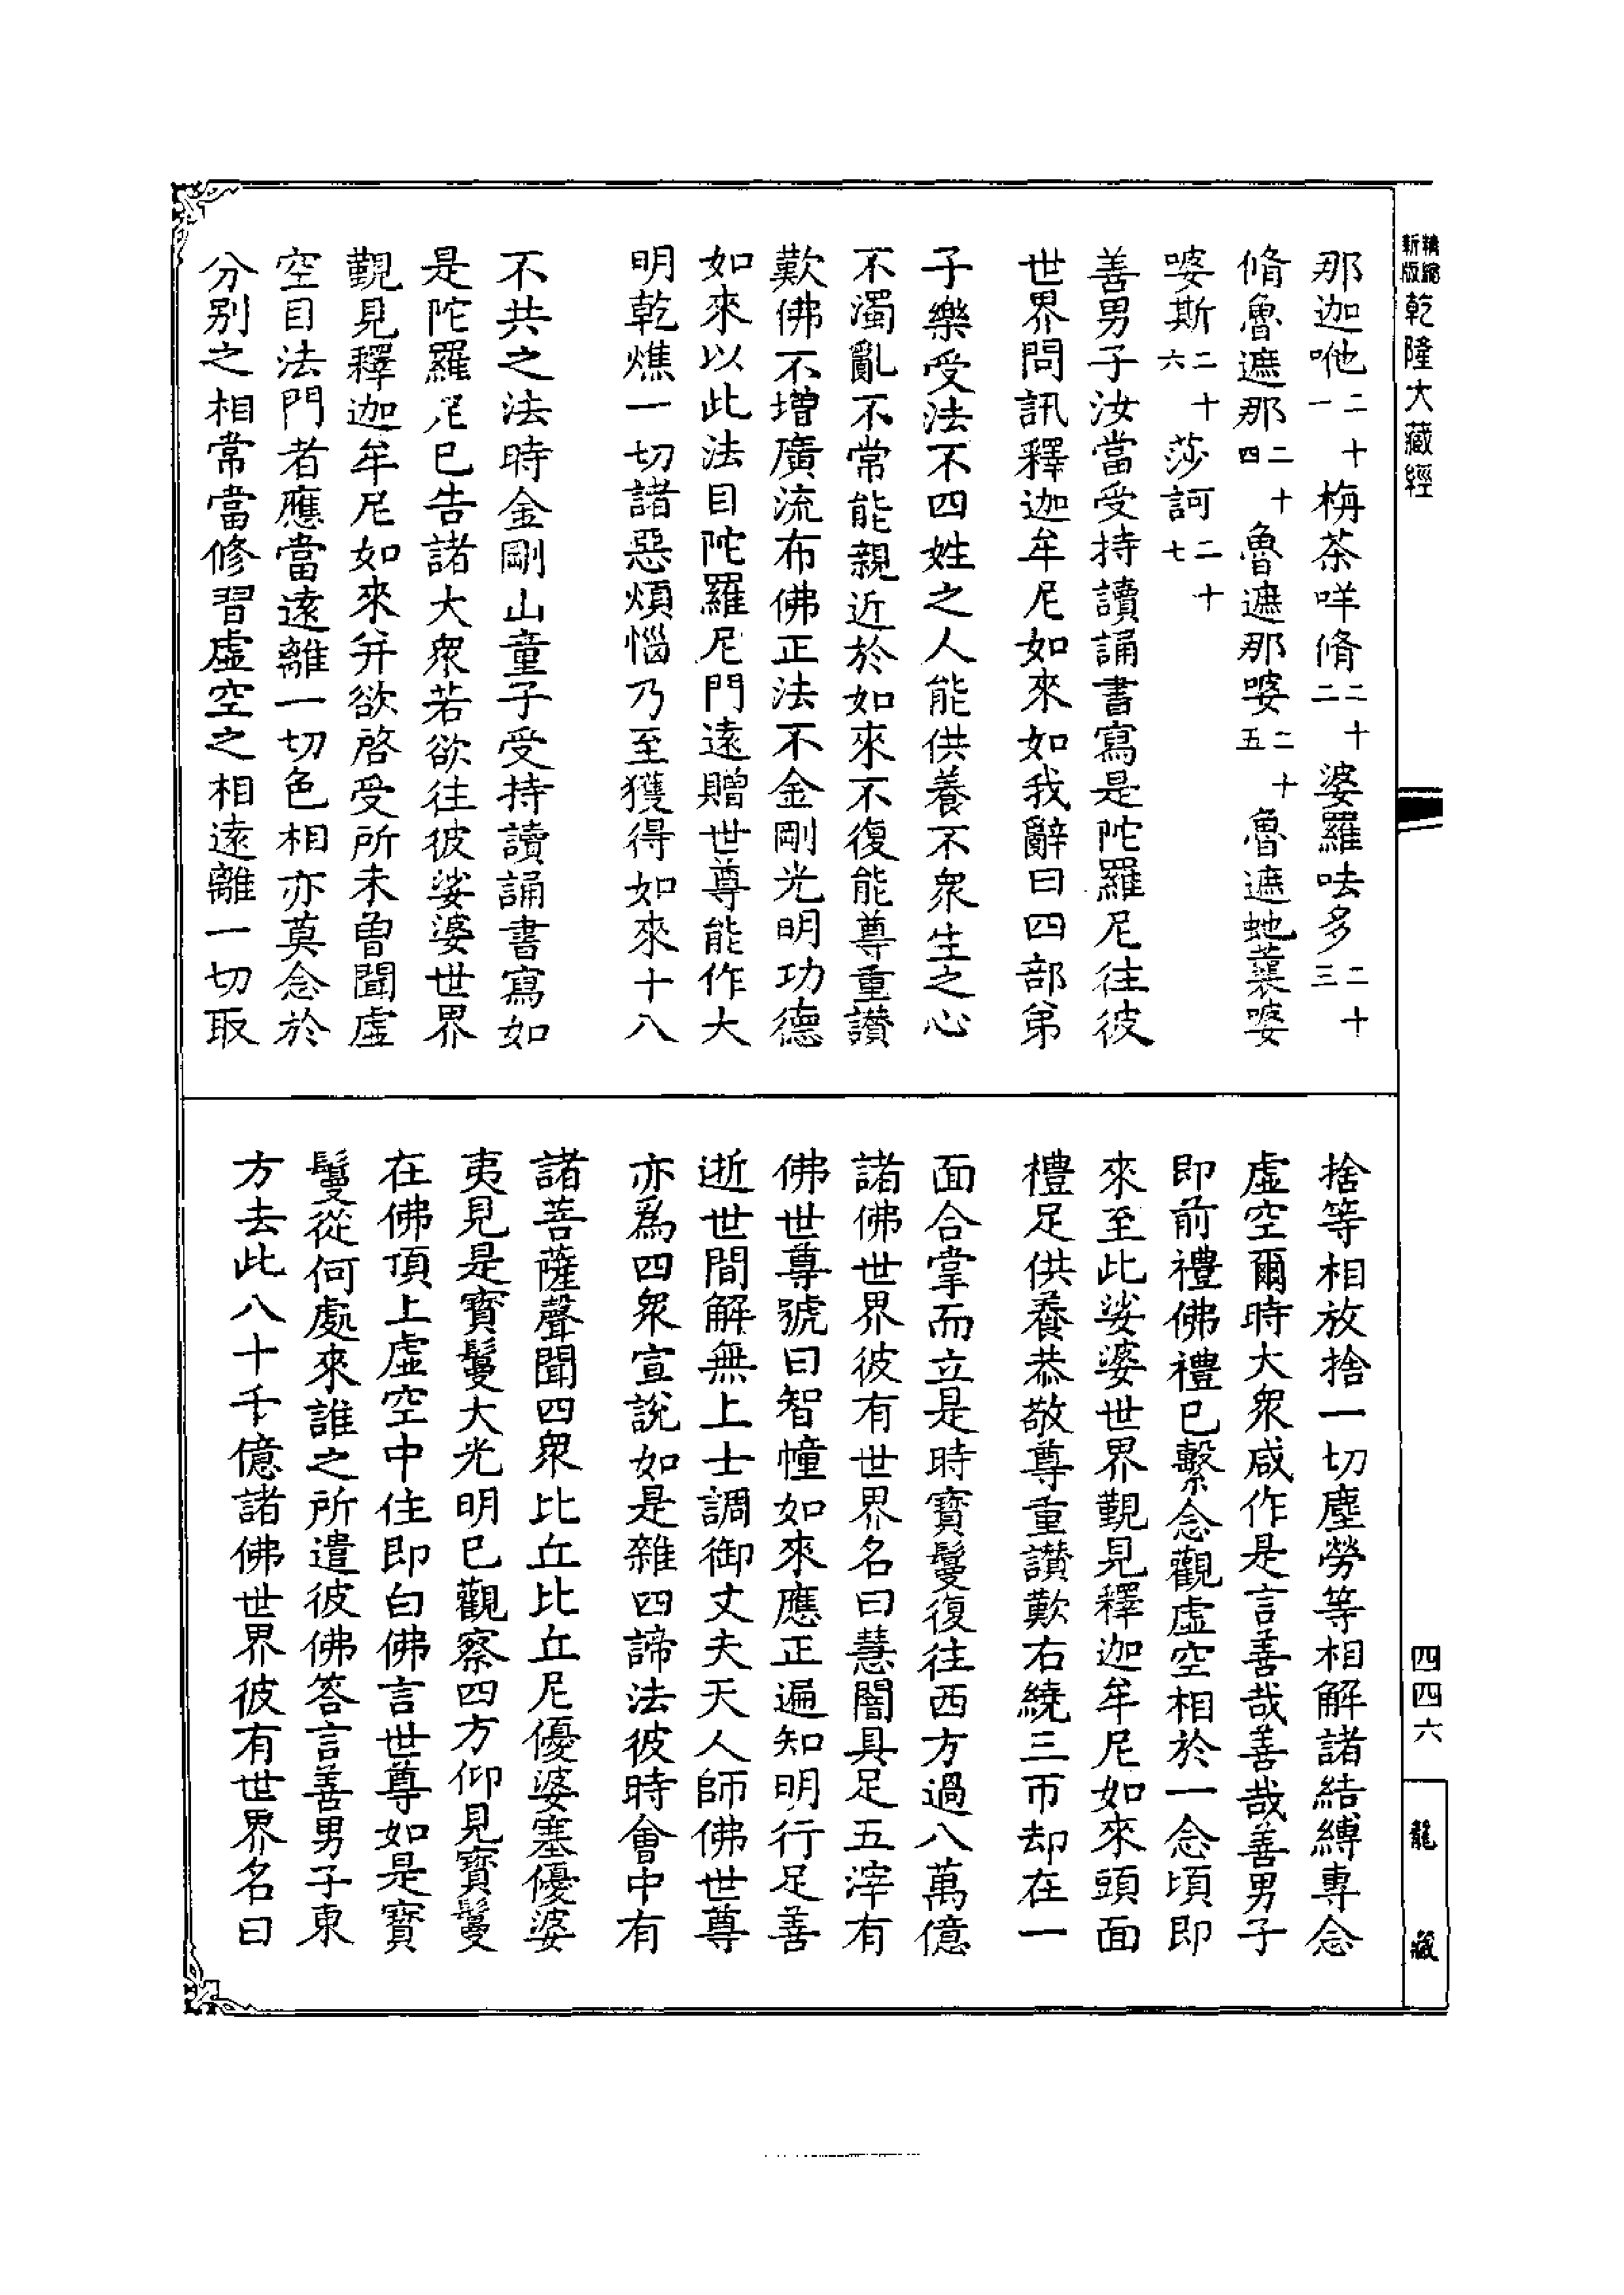 精縮新版乾隆大藏經
那迦吔二十一梅茶咩脩二十二婆羅呿多二十三
脩魯遮那二十四魯遮那婆二十五魯遮虵蘘婆
婆斯二十六莎訶二十七
善男子汝當受持讀誦書寫是陀羅尼往彼
世界問訊釋迦牟尼如來如我辭曰四部弟
子樂受法不四姓之人能供養不衆生之心
不濁亂不常能親近於如來不復能尊重讚
歎佛不增廣流布佛正法不金剛光明功德
如來以此法目陀羅尼門遠贈世尊能作大
明乾燋一切諸惡煩惱乃至獲得如來十八
不共之法時金剛山童子受持讀誦書寫如
是陀羅尼已告諸大衆若欲往彼娑婆世界
觀見釋迦牟尼如來并欲啓受所未曾聞虛
空目法門者應當遠離一切色相亦莫念於
分别之相常當修習虛空之相遠離一切取
捨等相放捨一切塵勞等相解諸結縛專念
虛空爾時大衆咸作是言善哉善哉善男子
即前禮佛禮已繫念觀虛空相於一念頃即
來至此娑婆世界觀見釋迦牟尼如來頭面
禮足供養恭敬尊重讚歎右繞三帀却在一
面合掌而立是時寳鬘復往西方過八萬億
諸佛世界彼有世界名曰慧闇具足五滓有
佛世尊號曰智幢如來應正遍知明行足善
逝世間解無上士調御丈夫天人師佛世尊
亦爲四衆宣說如是雜四諦法彼時會中有
諸菩薩聲聞四衆比丘比丘尼優婆塞優婆
夷見是寳鬘大光明已觀察四方仰見寳鬘
在佛頂上虛空中住即白佛言世尊如是寳
鬘從何處來誰之所遣彼佛答言善男子東
方去此八十千億諸佛世界彼有世界名曰
四四六
龍藏